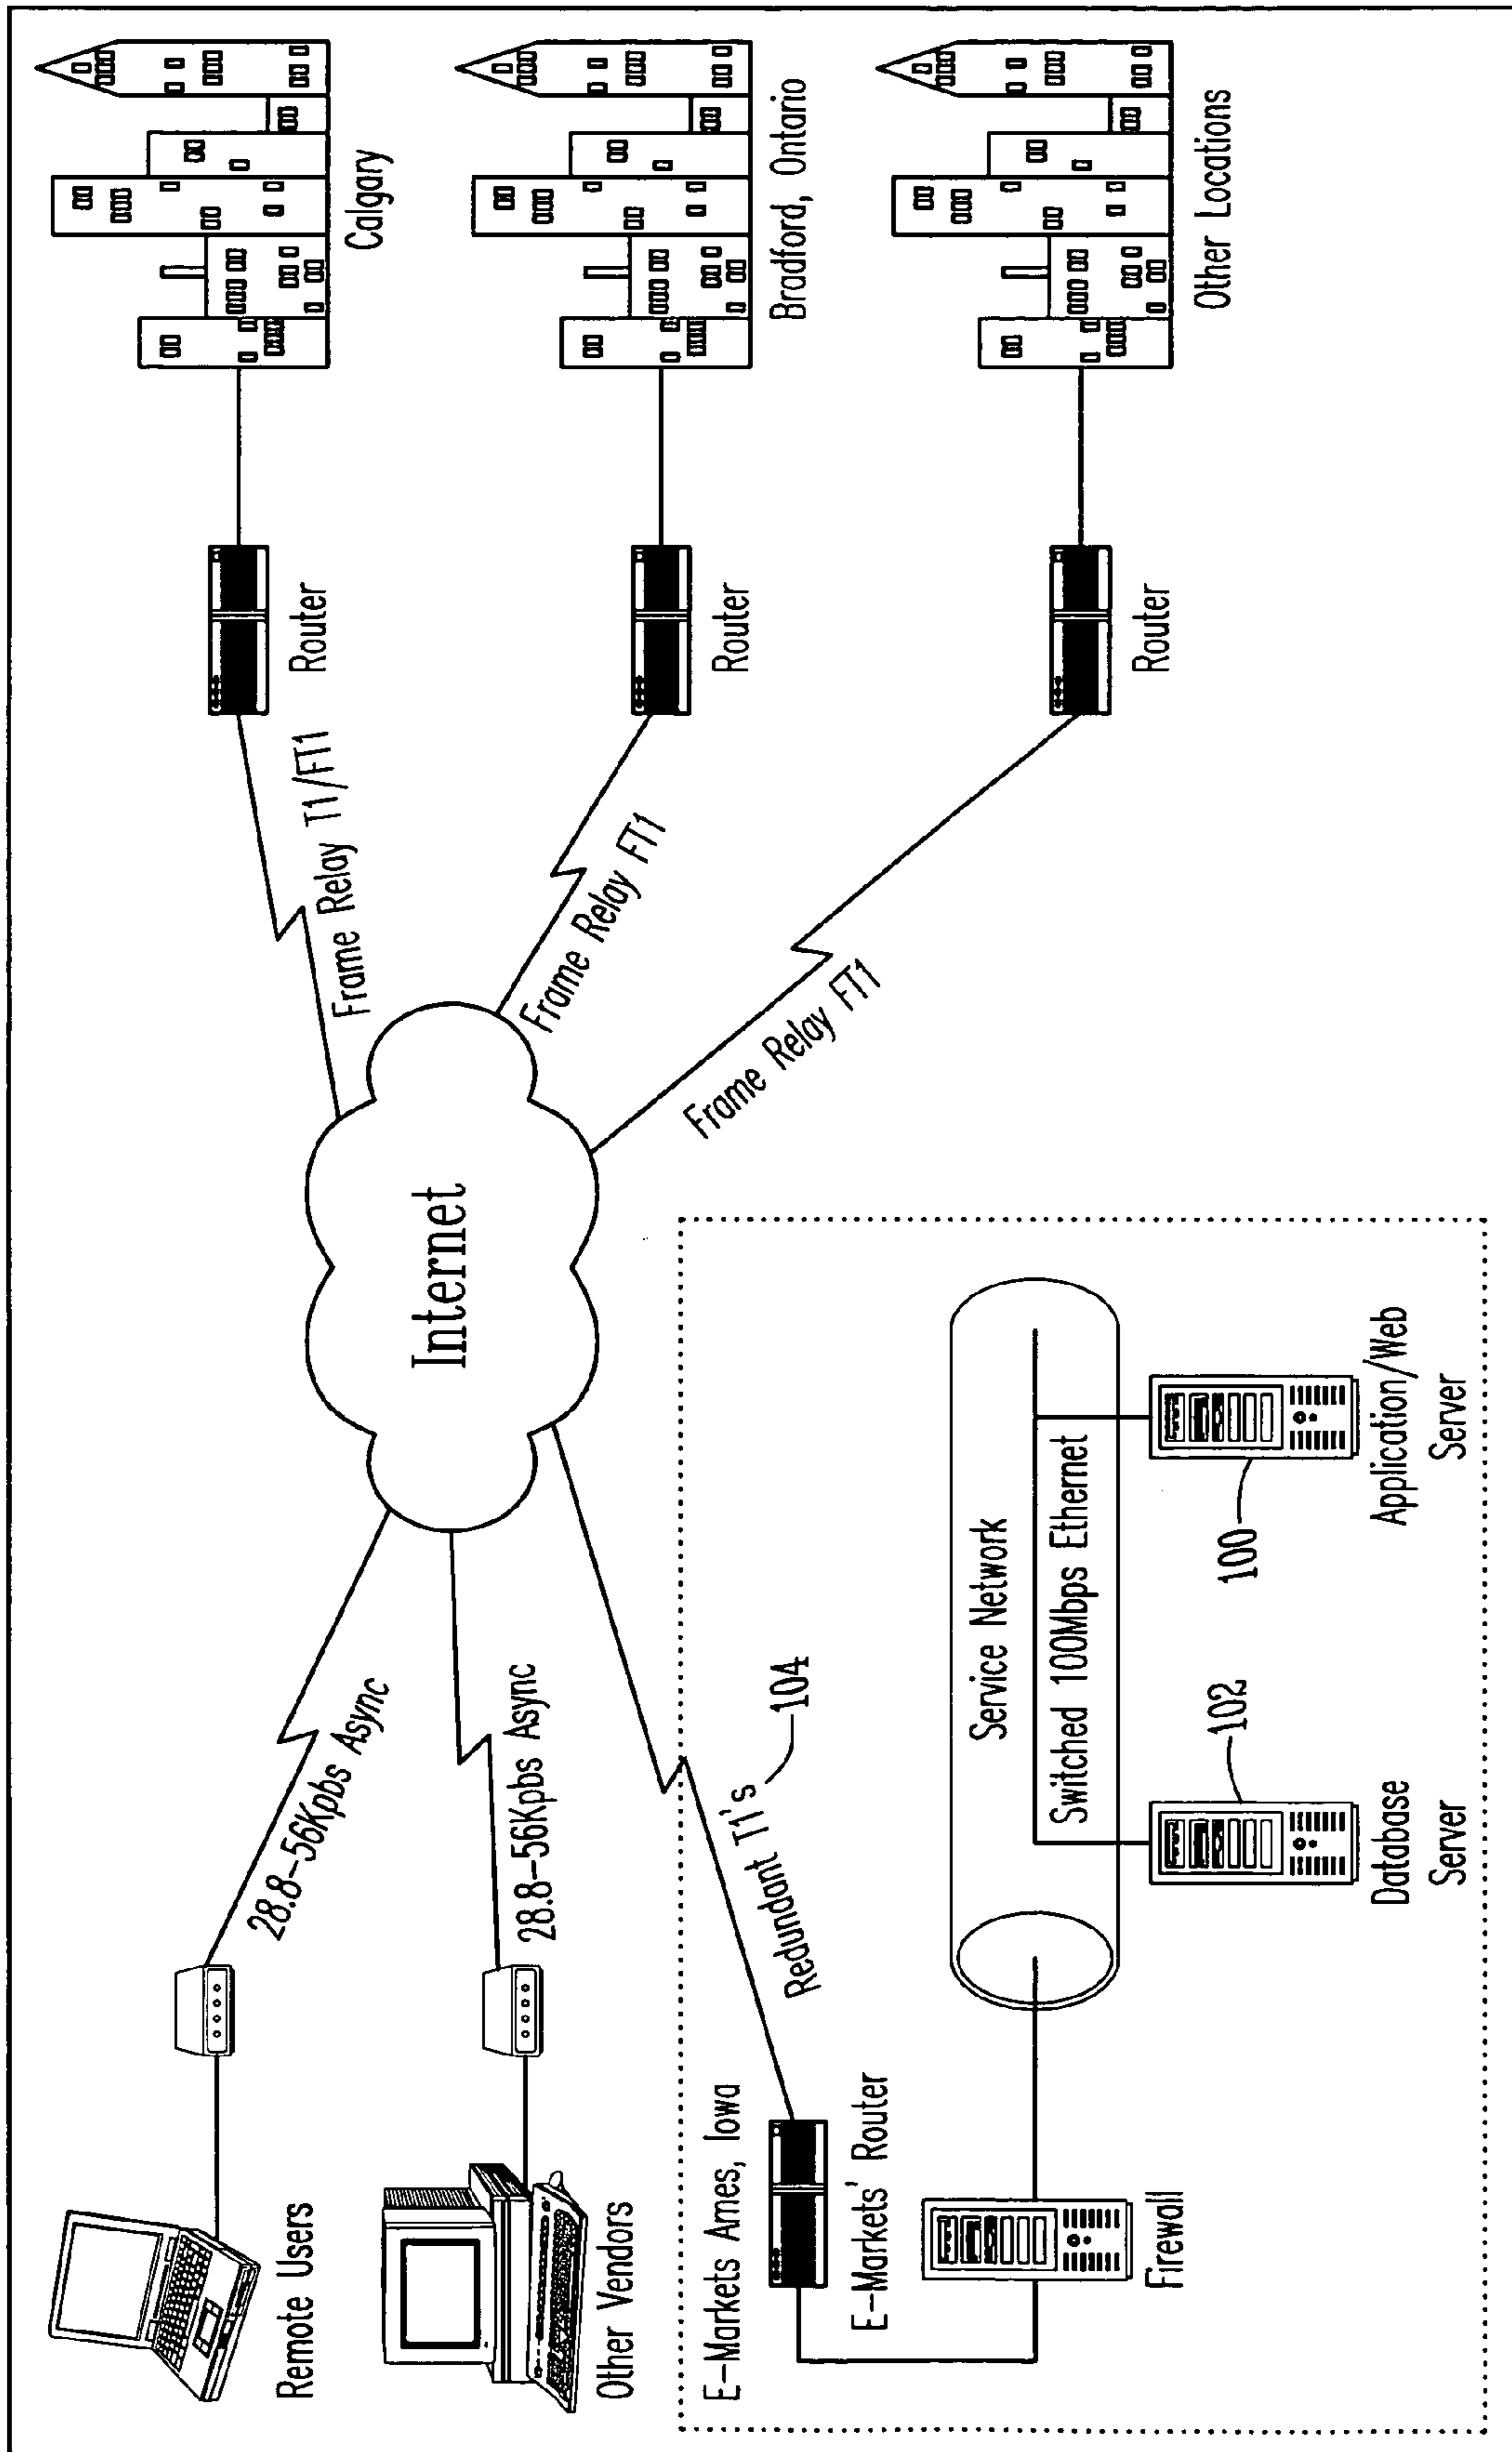 Remote Users
28.8-56Kpbs Async
Other Vendors
28.8-56Kpbs Async
Internet
Frame Relay T1/FT1
Router
Calgary
Frame Relay FT1
Router
Bradford, Ontario
Frame Relay FT1
Router
Other Locations
E-Markets Ames, Iowa
Redundant T1's
104
E-Markets' Router
Firewall
Service Network
Switched 100Mbps Ethernet
102
100
Database
Server
Application/Web
Server